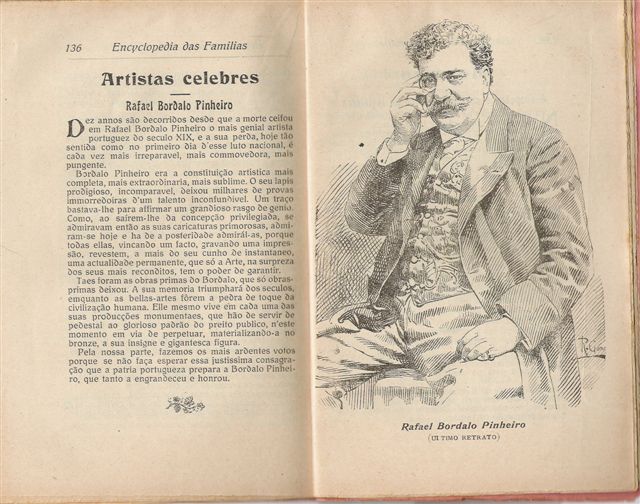 136 Encyclopedia das Familias
Artistas celebres
Rafael Bordalo Pinheiro
Dez annos são decorridos desde que a morte ceifou
em Rafael Bordalo Pinheiro o mais genial artista
portuguez do seculo XIX, e a sua perda, hoje tão
sentida como no primeiro dia d'esse luto nacional, é
cada vez mais irreparavel, mais commovedora, mais
pungente.
Bordalo Pinheiro era a constituição artistica mais
completa, mais extraordinaria, mais sublime. O seu lapis
prodigioso, incomparavel, deixou milhares de provas
immorredoiras d'um talento inconfundivel. Um traço
bastava-lhe para affirmar um grandioso rasgo de genio.
Como, ao sairem-lhe da concepção privilegiada, se
admiravam então as suas caricaturas primorosas, admi-
ram-se hoje e ha de a posteridade admirál-as, porque
todas ellas, vincando um facto, gravando uma impres-
são, revestem, a mais do seu cunho de instantaneo,
uma actualidade permanente, que só a Arte, na surpreza
dos seus mais reconditos, tem o poder de garantir.
Taes foram as obras primas do Bordalo, que só obras-
primas deixou. A sua memoria triumphará dos seculos,
emquanto as bellas-artes fôrem a pedra de toque da
civilização humana. Elle mesmo vive em cada uma das
suas producções monumentaes, que hão de servir de
pedestal ao glorioso padrão do preito publico, n'este
momento em via de perpetuar, materializando-a no
bronze, a sua insigne e gigantesca figura.
Pela nossa parte, fazemos os mais ardentes votos
porque se não faça esperar essa justissima consagra-
ção que a patria portugueza prepara a Bordalo Pinhei-
ro, que tanto a engrandeceu e honrou.
Rafael Bordalo Pinheiro
(ULTIMO RETRATO)